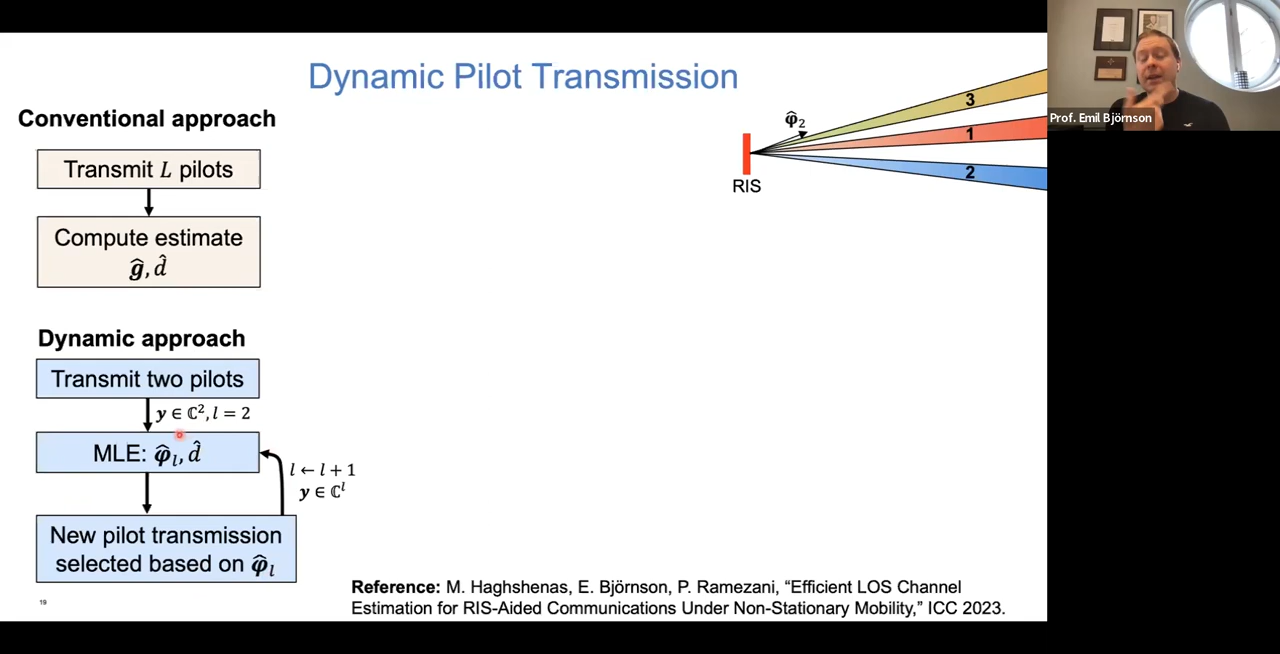 Dynamic Pilot Transmission
Conventional approach
Transmit L pilots
Compute estimate
ĝ, d̂
Dynamic approach
Transmit two pilots
y ∈ ℂ², l = 2
MLE: φ̂ₗ, d̂
l ← l + 1
y ∈ ℂˡ
New pilot transmission
selected based on φ̂ₗ
φ̂₂
3
1
2
RIS
Prof. Emil Björnson
Reference: M. Haghshenas, E. Björnson, P. Ramezani, “Efficient LOS Channel
Estimation for RIS-Aided Communications Under Non-Stationary Mobility,” ICC 2023.
19